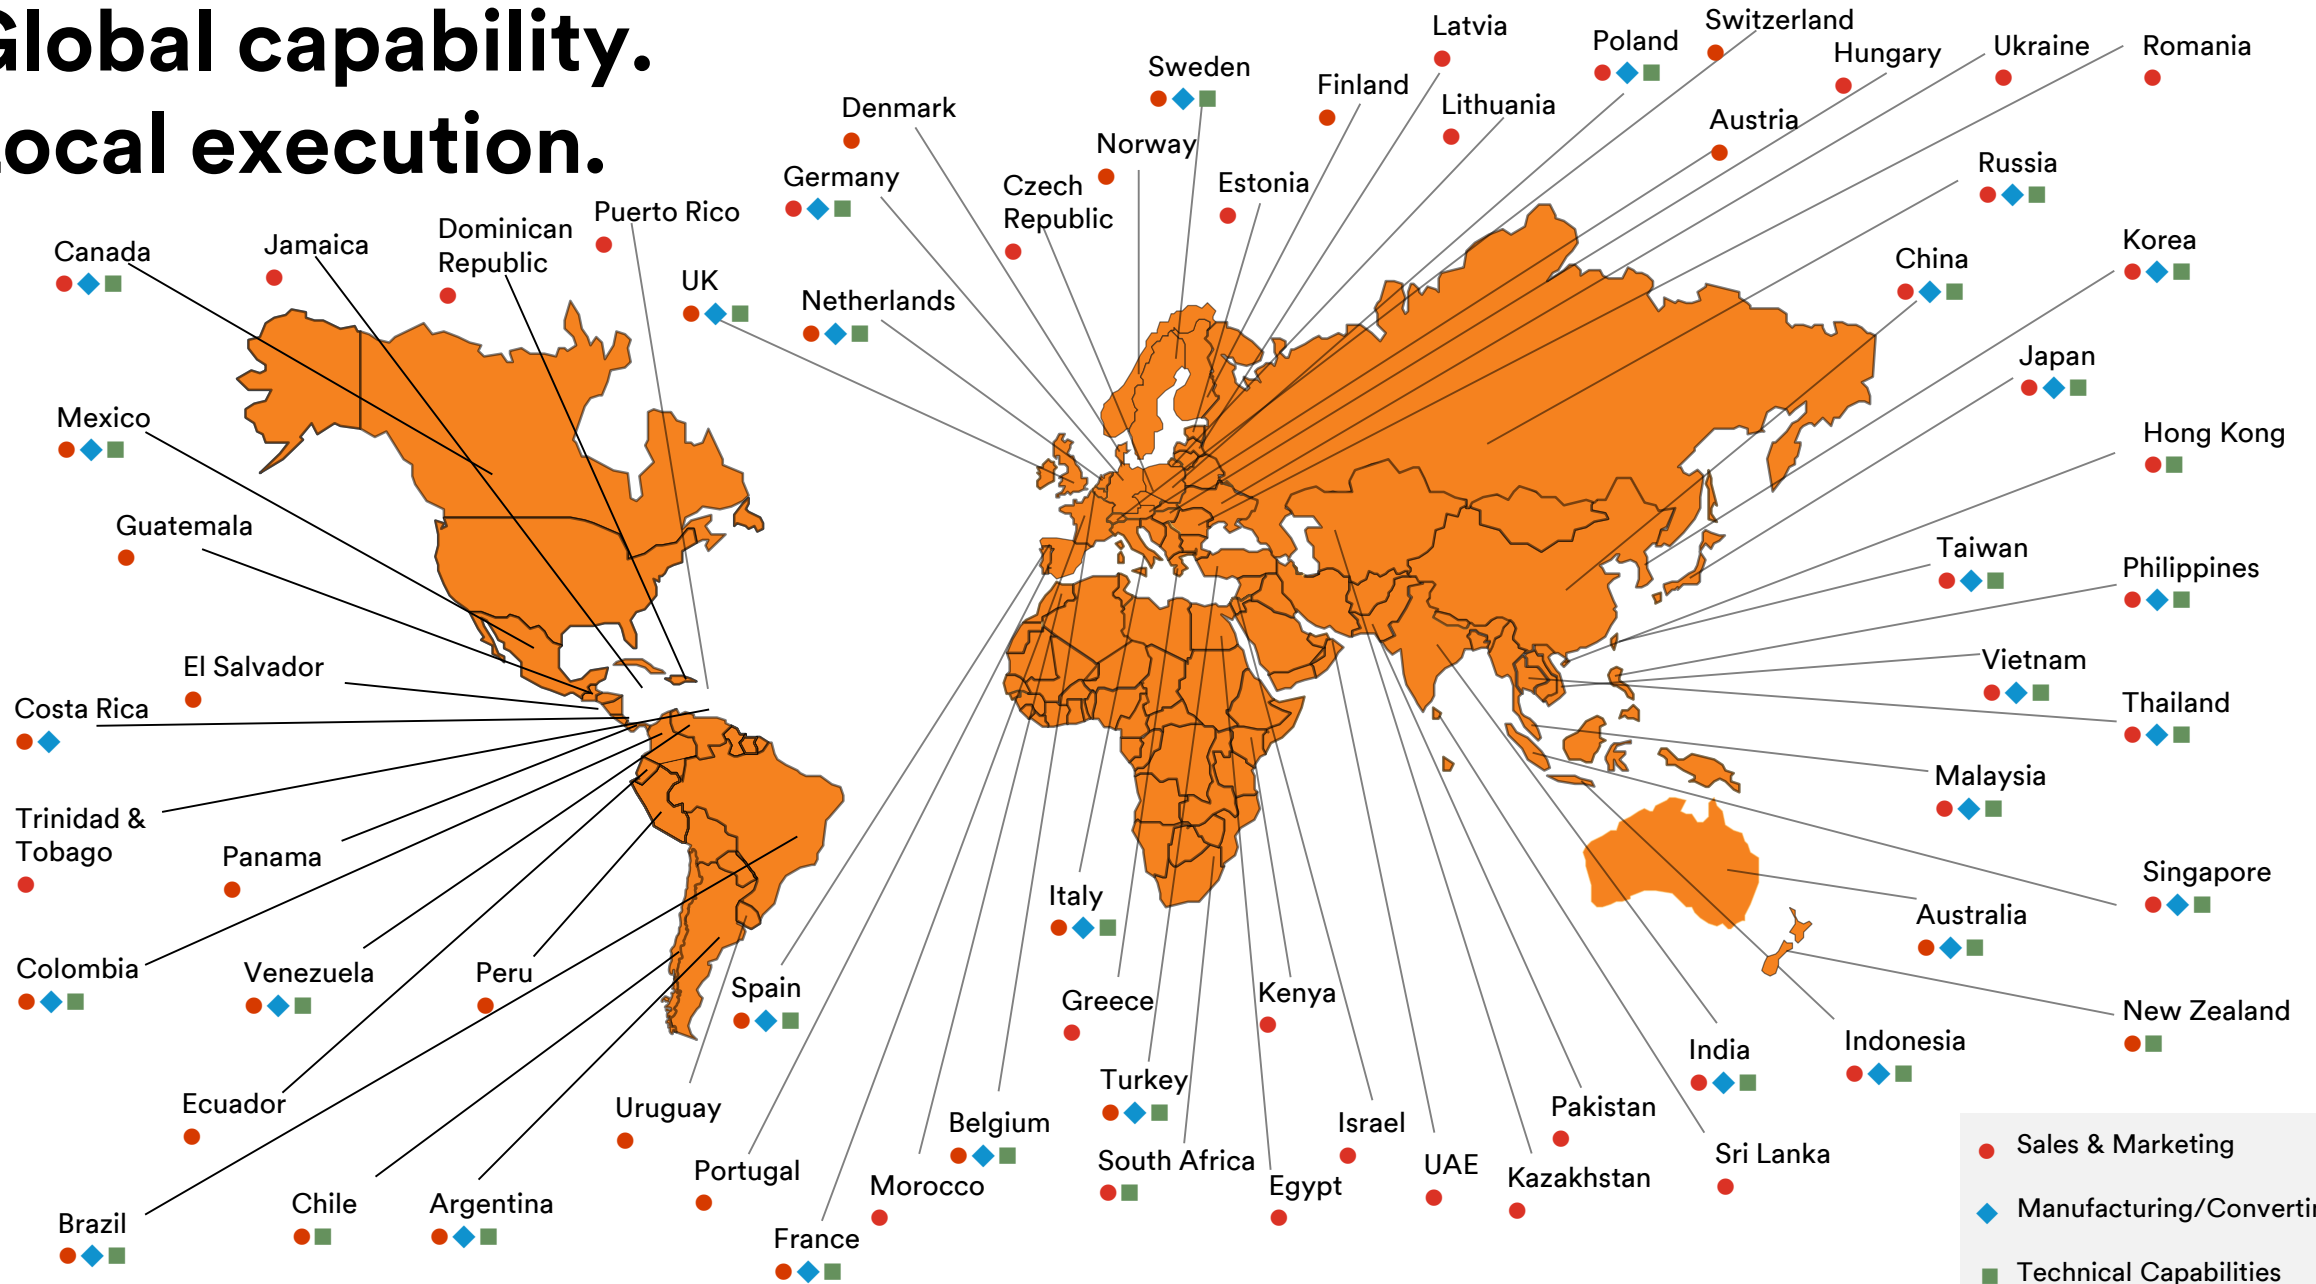 Global capability.
Local execution.
Latvia
Switzerland
Poland
Hungary
Ukraine
Romania
Sweden
Finland
Denmark
Lithuania
Austria
Norway
Germany
Czech
Republic
Estonia
Russia
Puerto Rico
Dominican
Republic
Jamaica
Canada
UK
Netherlands
China
Korea
Japan
Mexico
Hong Kong
Guatemala
Taiwan
Philippines
El Salvador
Vietnam
Costa Rica
Thailand
Malaysia
Trinidad &
Tobago
Panama
Singapore
Italy
Australia
Colombia
Venezuela
Peru
Spain
Greece
Kenya
New Zealand
India
Indonesia
Turkey
Ecuador
Uruguay
Belgium
Israel
Pakistan
Sri Lanka
Portugal
South Africa
UAE
Morocco
Egypt
Kazakhstan
Brazil
Chile
Argentina
France
Sales & Marketing
Manufacturing/Convertin
Technical Capabilities